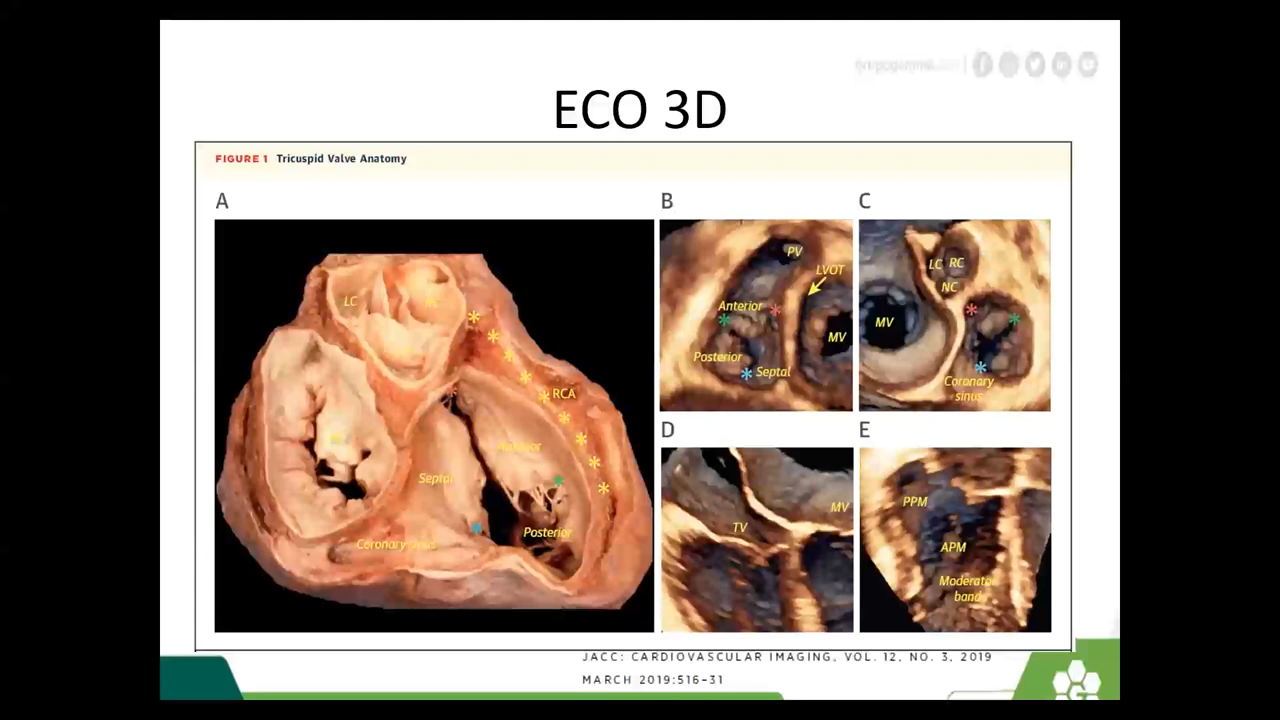 ECO 3D
FIGURE 1 Tricuspid Valve Anatomy
A
B
C
LC
RCA
Septal
Posterior
Coronary
PV
LVOT
Anterior
MV
Posterior
Septal
LC RC
NC
MV
Coronary
sinus
D
E
TV
MV
PPM
APM
Moderator
band
JACC: CARDIOVASCULAR IMAGING, VOL. 12, NO. 3, 2019
MARCH 2019:516–31